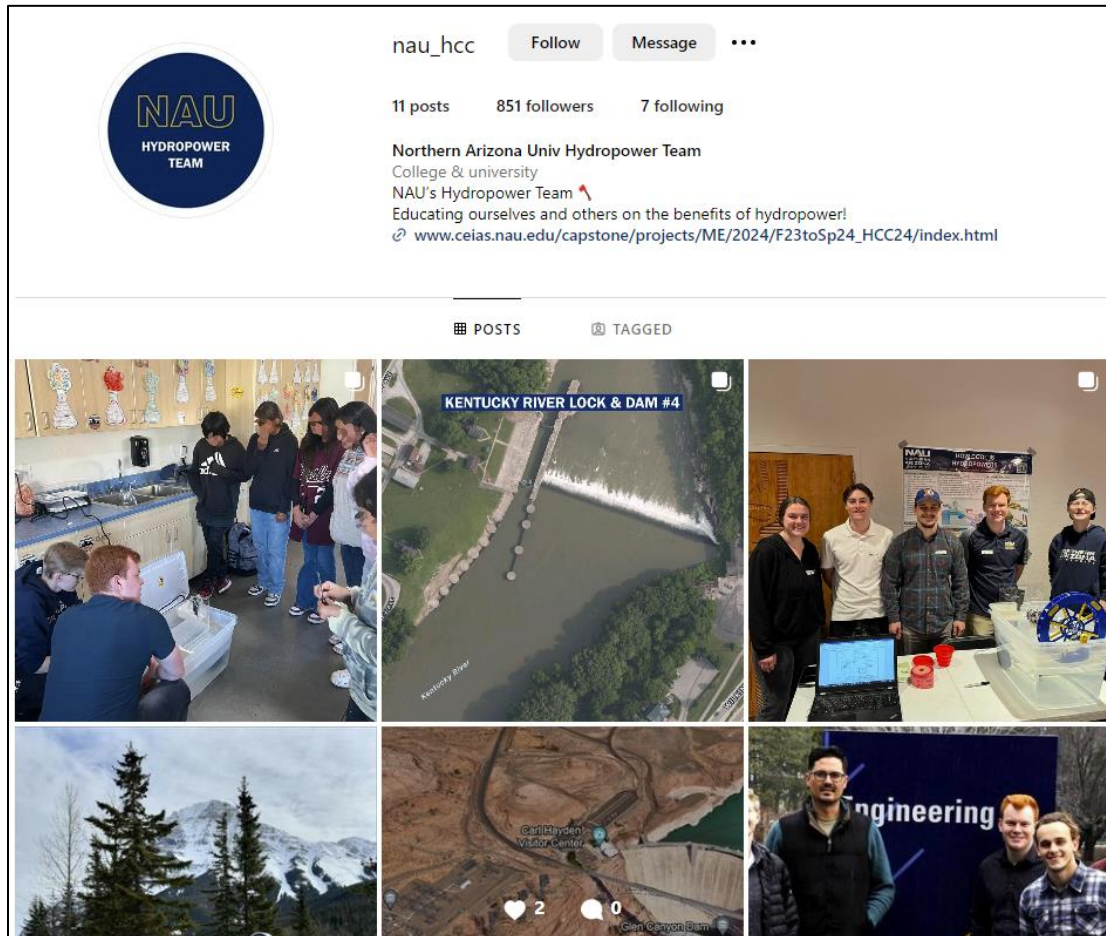 nau_hcc Follow Message
11 posts 851 followers 7 following
NAU
HYDROPOWER
TEAM
Northern Arizona Univ Hydropower Team
College & university
NAU's Hydropower Team
Educating ourselves and others on the benefits of hydropower!
www.ceias.nau.edu/capstone/projects/ME/2024/F23toSp24_HCC24/index.html
POSTS TAGGED
KENTUCKY RIVER LOCK & DAM #4
Kentucky River
NAU
HYDROPOWER
Carl Hayden
Visitor Center
2 0
Glen Canyon Dam
Engineering